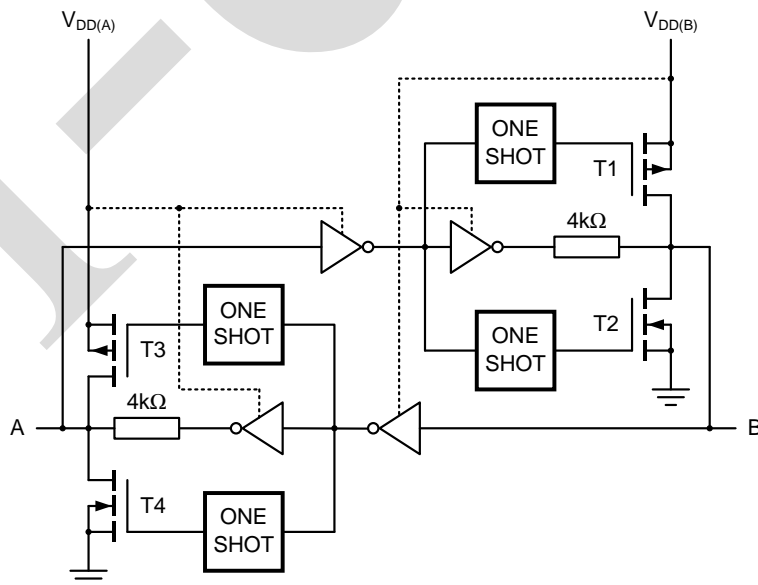 VDD(A)
VDD(B)
ONE
SHOT
T1
4kΩ
ONE
SHOT
T2
ONE
SHOT
T3
4kΩ
A
B
T4
ONE
SHOT